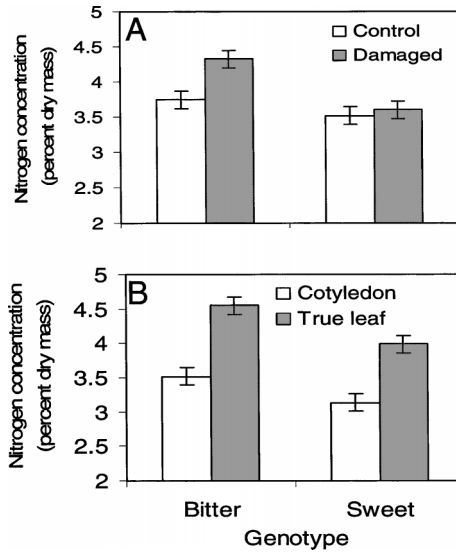 A
Control
Damaged
Nitrogen concentration
(percent dry mass)
5
4.5
4
3.5
3
2.5
2
B
Cotyledon
True leaf
Nitrogen concentration
(percent dry mass)
5
4.5
4
3.5
3
2.5
2
Bitter Sweet
Genotype